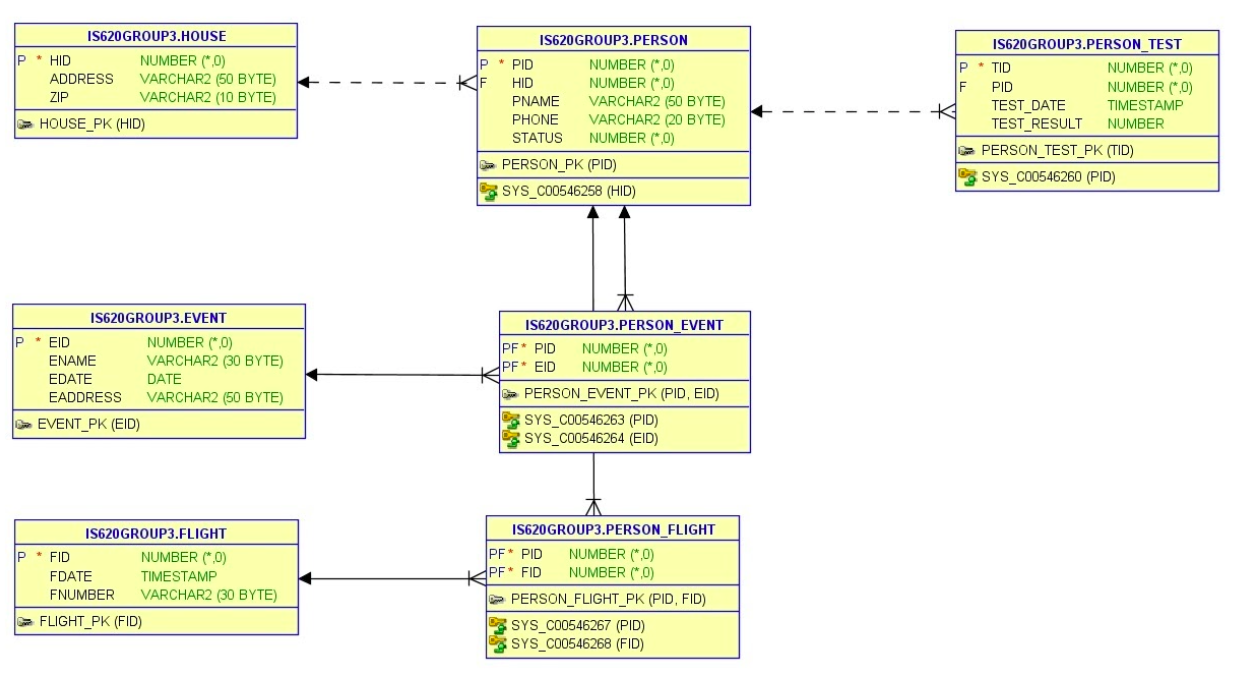 IS620GROUP3.HOUSE
P * HID NUMBER (*,0)
ADDRESS VARCHAR2 (50 BYTE)
ZIP VARCHAR2 (10 BYTE)
HOUSE_PK (HID)
IS620GROUP3.PERSON
P * PID NUMBER (*,0)
F HID NUMBER (*,0)
PNAME VARCHAR2 (50 BYTE)
PHONE VARCHAR2 (20 BYTE)
STATUS NUMBER (*,0)
PERSON_PK (PID)
SYS_C00546258 (HID)
IS620GROUP3.PERSON_TEST
P * TID NUMBER (*,0)
F PID NUMBER (*,0)
TEST_DATE TIMESTAMP
TEST_RESULT NUMBER
PERSON_TEST_PK (TID)
SYS_C00546260 (PID)
IS620GROUP3.EVENT
P * EID NUMBER (*,0)
ENAME VARCHAR2 (30 BYTE)
EDATE DATE
EADDRESS VARCHAR2 (50 BYTE)
EVENT_PK (EID)
IS620GROUP3.PERSON_EVENT
PF* PID NUMBER (*,0)
PF* EID NUMBER (*,0)
PERSON_EVENT_PK (PID, EID)
SYS_C00546263 (PID)
SYS_C00546264 (EID)
IS620GROUP3.FLIGHT
P * FID NUMBER (*,0)
FDATE TIMESTAMP
FNUMBER VARCHAR2 (30 BYTE)
FLIGHT_PK (FID)
IS620GROUP3.PERSON_FLIGHT
PF* PID NUMBER (*,0)
PF* FID NUMBER (*,0)
PERSON_FLIGHT_PK (PID, FID)
SYS_C00546267 (PID)
SYS_C00546268 (FID)